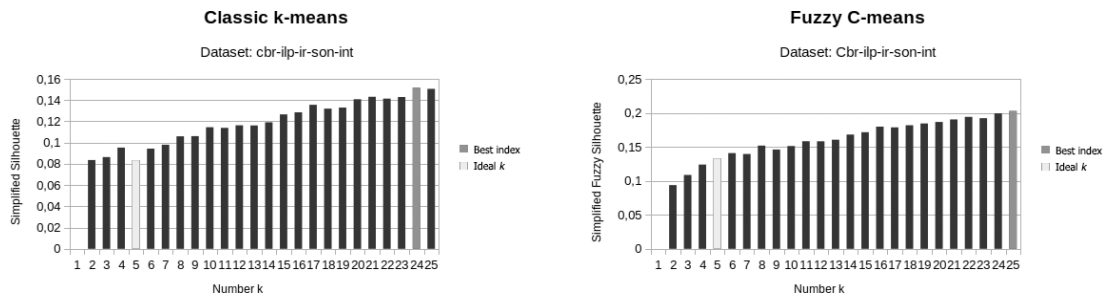 Classic k-means
Dataset: cbr-ilp-ir-son-int
0,16
0,14
0,12
0,1
0,08
0,06
0,04
0,02
0
Simplified Silhouette
1 2 3 4 5 6 7 8 9 10 11 12 13 14 15 16 17 18 19 20 21 22 23 24 25
Number k
Best index
Ideal k
Fuzzy C-means
Dataset: Cbr-ilp-ir-son-int
0,25
0,2
0,15
0,1
0,05
0
Simplified Fuzzy Silhouette
1 2 3 4 5 6 7 8 9 10 11 12 13 14 15 16 17 18 19 20 21 22 23 24 25
Number k
Best index
Ideal k